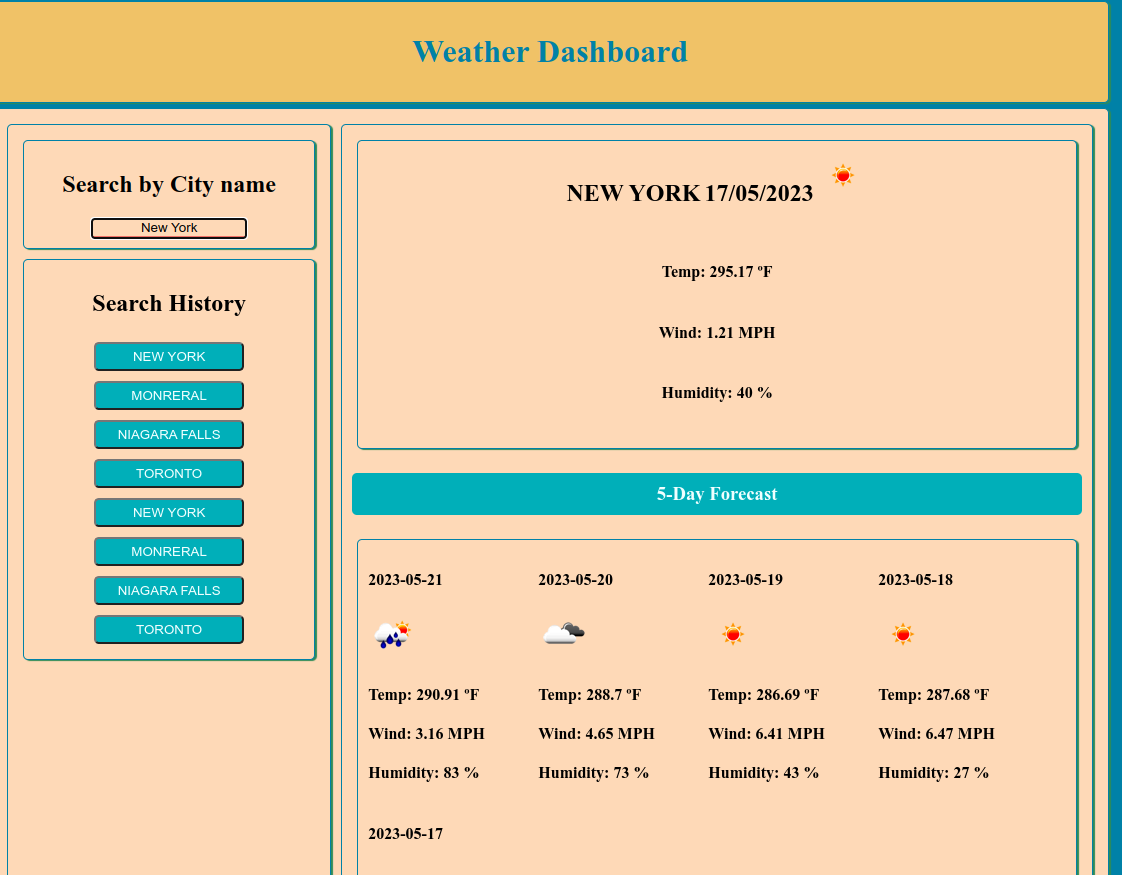 Weather Dashboard
Search by City name
New York
Search History
NEW YORK
MONRERAL
NIAGARA FALLS
TORONTO
NEW YORK
MONRERAL
NIAGARA FALLS
TORONTO
NEW YORK 17/05/2023
Temp: 295.17 ºF
Wind: 1.21 MPH
Humidity: 40 %
5-Day Forecast
2023-05-21
Temp: 290.91 ºF
Wind: 3.16 MPH
Humidity: 83 %
2023-05-20
Temp: 288.7 ºF
Wind: 4.65 MPH
Humidity: 73 %
2023-05-19
Temp: 286.69 ºF
Wind: 6.41 MPH
Humidity: 43 %
2023-05-18
Temp: 287.68 ºF
Wind: 6.47 MPH
Humidity: 27 %
2023-05-17